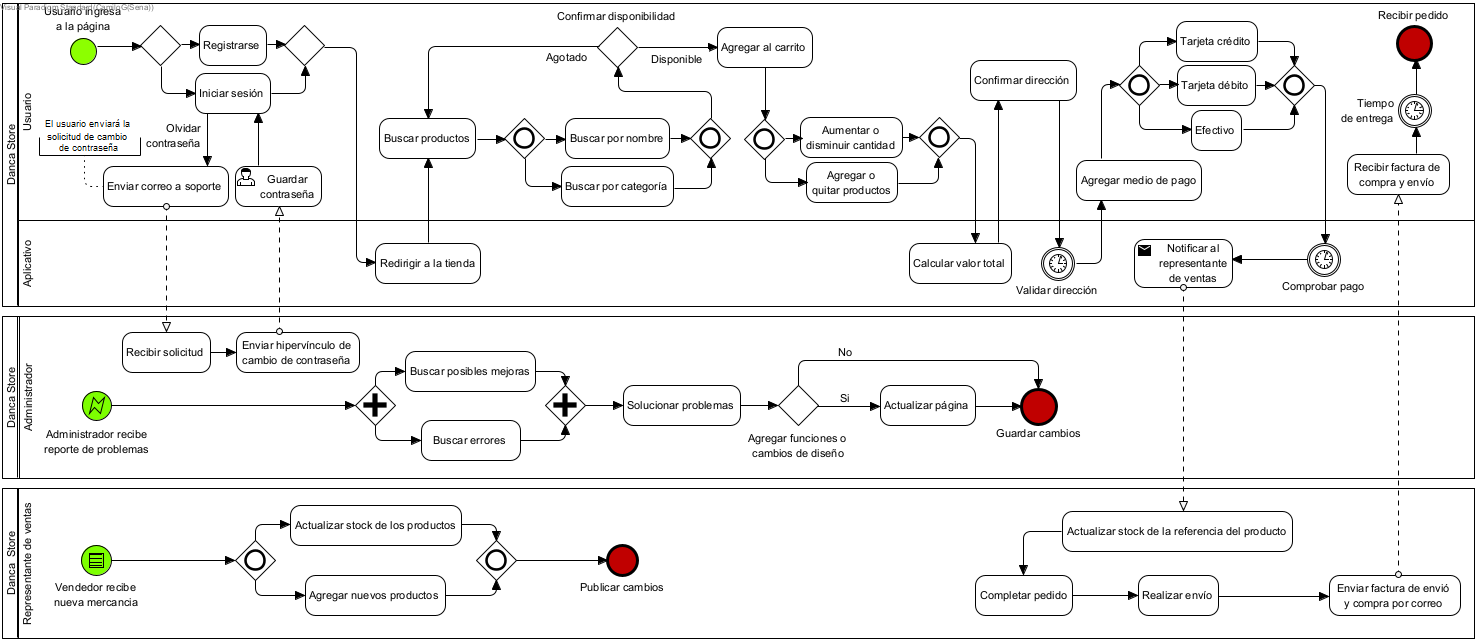 Visual Paradigm Standard(Camilo G(Sena))
Usuario ingresa
a la página
Registrarse
Iniciar sesión
El usuario enviará la
solicitud de cambio
de contraseña
Olvidar
contraseña
Enviar correo a soporte
Guardar
contraseña
Confirmar disponibilidad
Agotado
Disponible
Agregar al carrito
Buscar productos
Buscar por nombre
Buscar por categoría
Aumentar o
disminuir cantidad
Agregar o
quitar productos
Confirmar dirección
Agregar medio de pago
Tarjeta crédito
Tarjeta débito
Efectivo
Recibir pedido
Tiempo
de entrega
Recibir factura de
compra y envío
Danca Store
Usuario
Aplicativo
Redirigir a la tienda
Calcular valor total
Validar dirección
Notificar al
representante
de ventas
Comprobar pago
Danca Store
Administrador
Recibir solicitud
Enviar hipervínculo de
cambio de contraseña
Administrador recibe
reporte de problemas
Buscar posibles mejoras
Buscar errores
Solucionar problemas
Agregar funciones o
cambios de diseño
No
Si
Actualizar página
Guardar cambios
Danca Store
Representante de ventas
Vendedor recibe
nueva mercancia
Actualizar stock de los productos
Agregar nuevos productos
Publicar cambios
Actualizar stock de la referencia del producto
Completar pedido
Realizar envío
Enviar factura de envió
y compra por correo